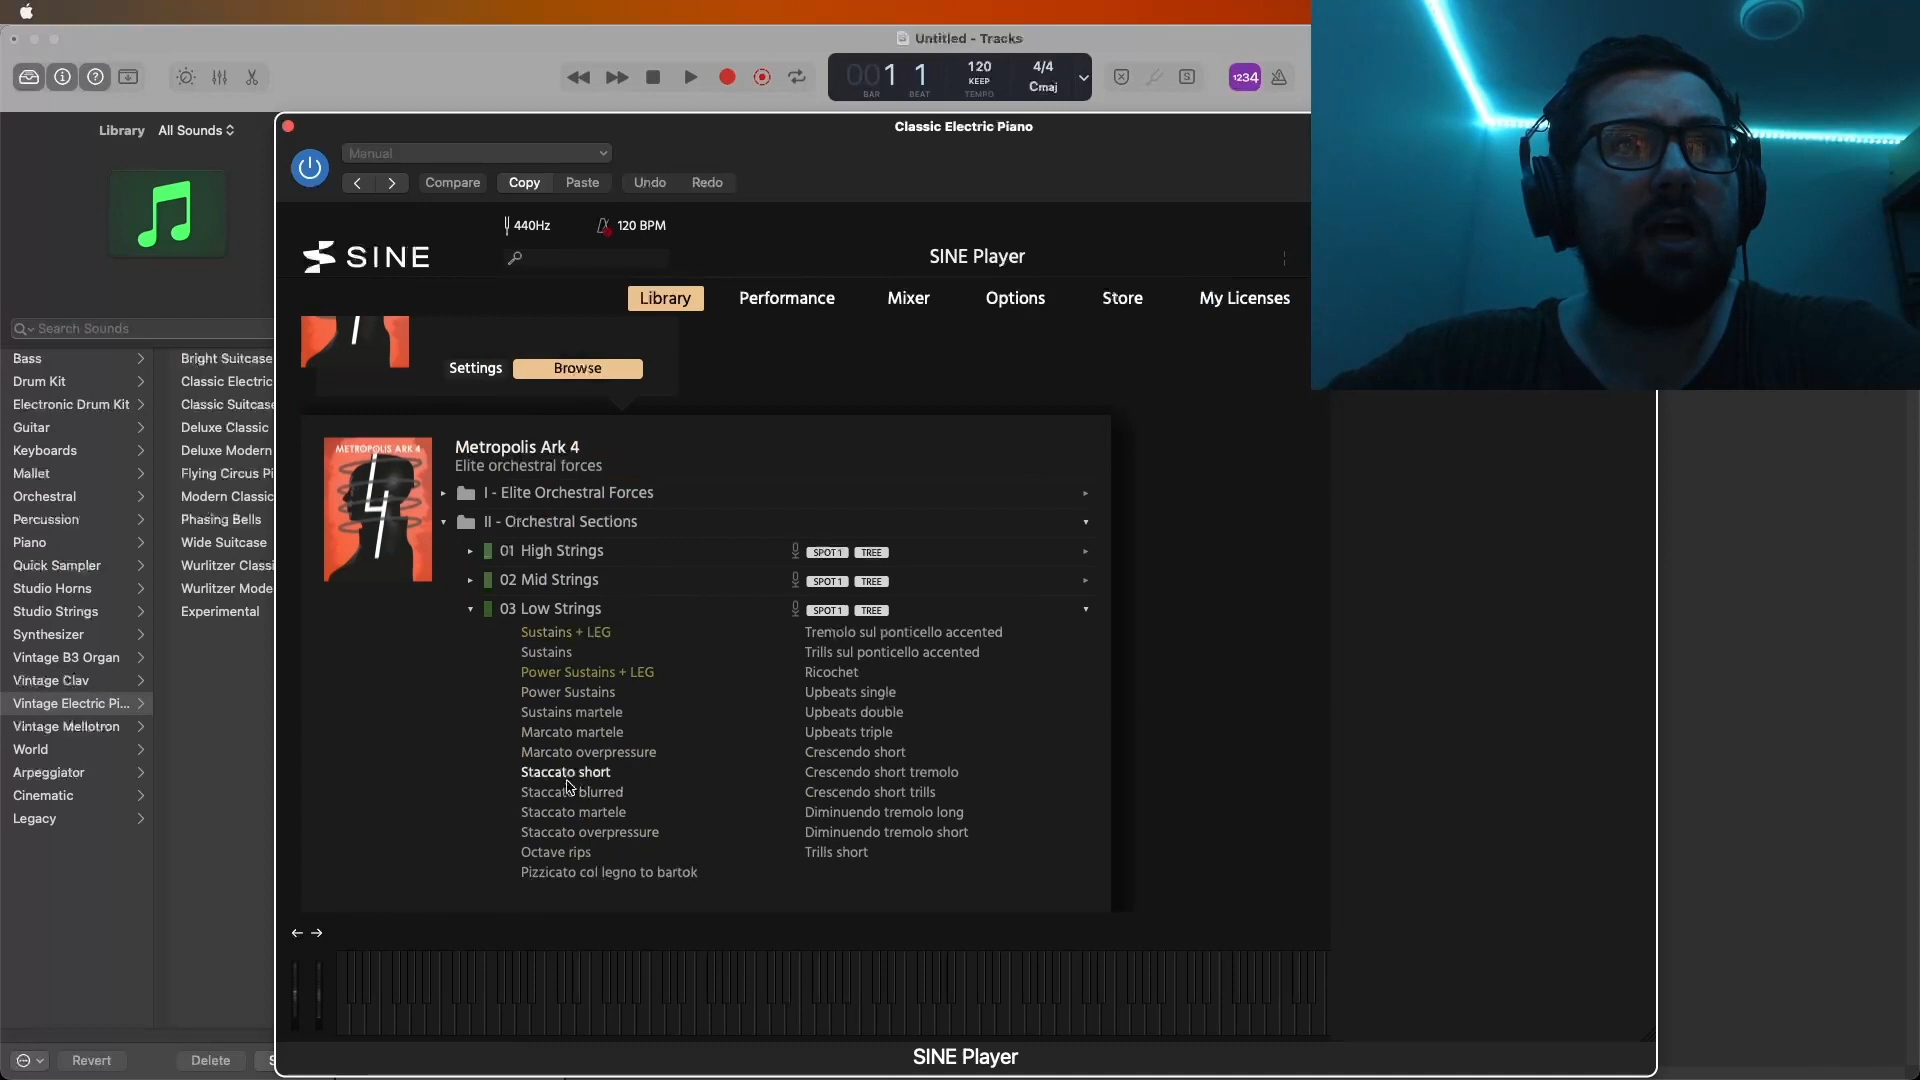 Untitled - Tracks
001 1
BAR BEAT
120
KEEP
TEMPO
4/4
Cmaj
S
1234
Library All Sounds
Search Sounds
Bass
Drum Kit
Electronic Drum Kit
Guitar
Keyboards
Mallet
Orchestral
Percussion
Piano
Quick Sampler
Studio Horns
Studio Strings
Synthesizer
Vintage B3 Organ
Vintage Clav
Vintage Electric Pi...
Vintage Mellotron
World
Arpeggiator
Cinematic
Legacy
Bright Suitcase
Classic Electric
Classic Suitcase
Deluxe Classic
Deluxe Modern
Flying Circus Pi
Modern Classic
Phasing Bells
Wide Suitcase
Wurlitzer Classi
Wurlitzer Mode
Experimental
Revert
Delete
Classic Electric Piano
Manual
Compare Copy Paste Undo Redo
440Hz 120 BPM
SINE
SINE Player
Library Performance Mixer Options Store My Licenses
Settings Browse
METROPOLIS ARK 4
4
Metropolis Ark 4
Elite orchestral forces
I - Elite Orchestral Forces
II - Orchestral Sections
01 High Strings SPOT 1 TREE
02 Mid Strings SPOT 1 TREE
03 Low Strings SPOT 1 TREE
Sustains + LEG
Sustains
Power Sustains + LEG
Power Sustains
Sustains martele
Marcato martele
Marcato overpressure
Staccato short
Staccato blurred
Staccato martele
Staccato overpressure
Octave rips
Pizzicato col legno to bartok
Tremolo sul ponticello accented
Trills sul ponticello accented
Ricochet
Upbeats single
Upbeats double
Upbeats triple
Crescendo short
Crescendo short tremolo
Crescendo short trills
Diminuendo tremolo long
Diminuendo tremolo short
Trills short
SINE Player